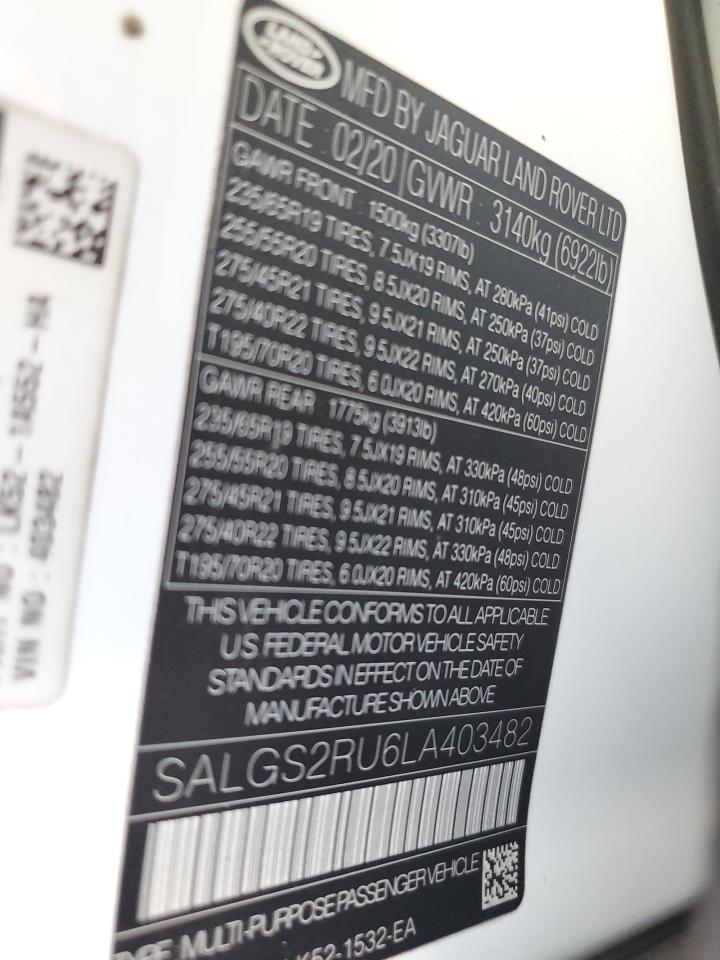 LAND
ROVER
MFD BY JAGUAR LAND ROVER LTD
DATE 02/20 GVWR 3140kg (6922lb)
GAWR FRONT 1500kg (3307lb)
235/65R19 TIRES, 7.5JX19 RIMS, AT 280kPa (41psi) COLD
255/55R20 TIRES, 8.5JX20 RIMS, AT 250kPa (37psi) COLD
275/45R21 TIRES, 9.5JX21 RIMS, AT 250kPa (37psi) COLD
275/40R22 TIRES, 9.5JX22 RIMS, AT 270kPa (40psi) COLD
T195/70R20 TIRES, 6.0JX20 RIMS, AT 420kPa (60psi) COLD
GAWR REAR 1775kg (3913lb)
235/65R19 TIRES, 7.5JX19 RIMS, AT 330kPa (48psi) COLD
255/55R20 TIRES, 8.5JX20 RIMS, AT 310kPa (45psi) COLD
275/45R21 TIRES, 9.5JX21 RIMS, AT 310kPa (45psi) COLD
275/40R22 TIRES, 9.5JX22 RIMS, AT 330kPa (48psi) COLD
T195/70R20 TIRES, 6.0JX20 RIMS, AT 420kPa (60psi) COLD
THIS VEHICLE CONFORMS TO ALL APPLICABLE
U.S FEDERAL MOTOR VEHICLE SAFETY
STANDARDS IN EFFECT ON THE DATE OF
MANUFACTURE SHOWN ABOVE
SALGS2RU6LA403482
TYPE: MULTI-PURPOSE PASSENGER VEHICLE
K52-1532-EA
NO : LK52-1A552-HA
VIN NO : 403482